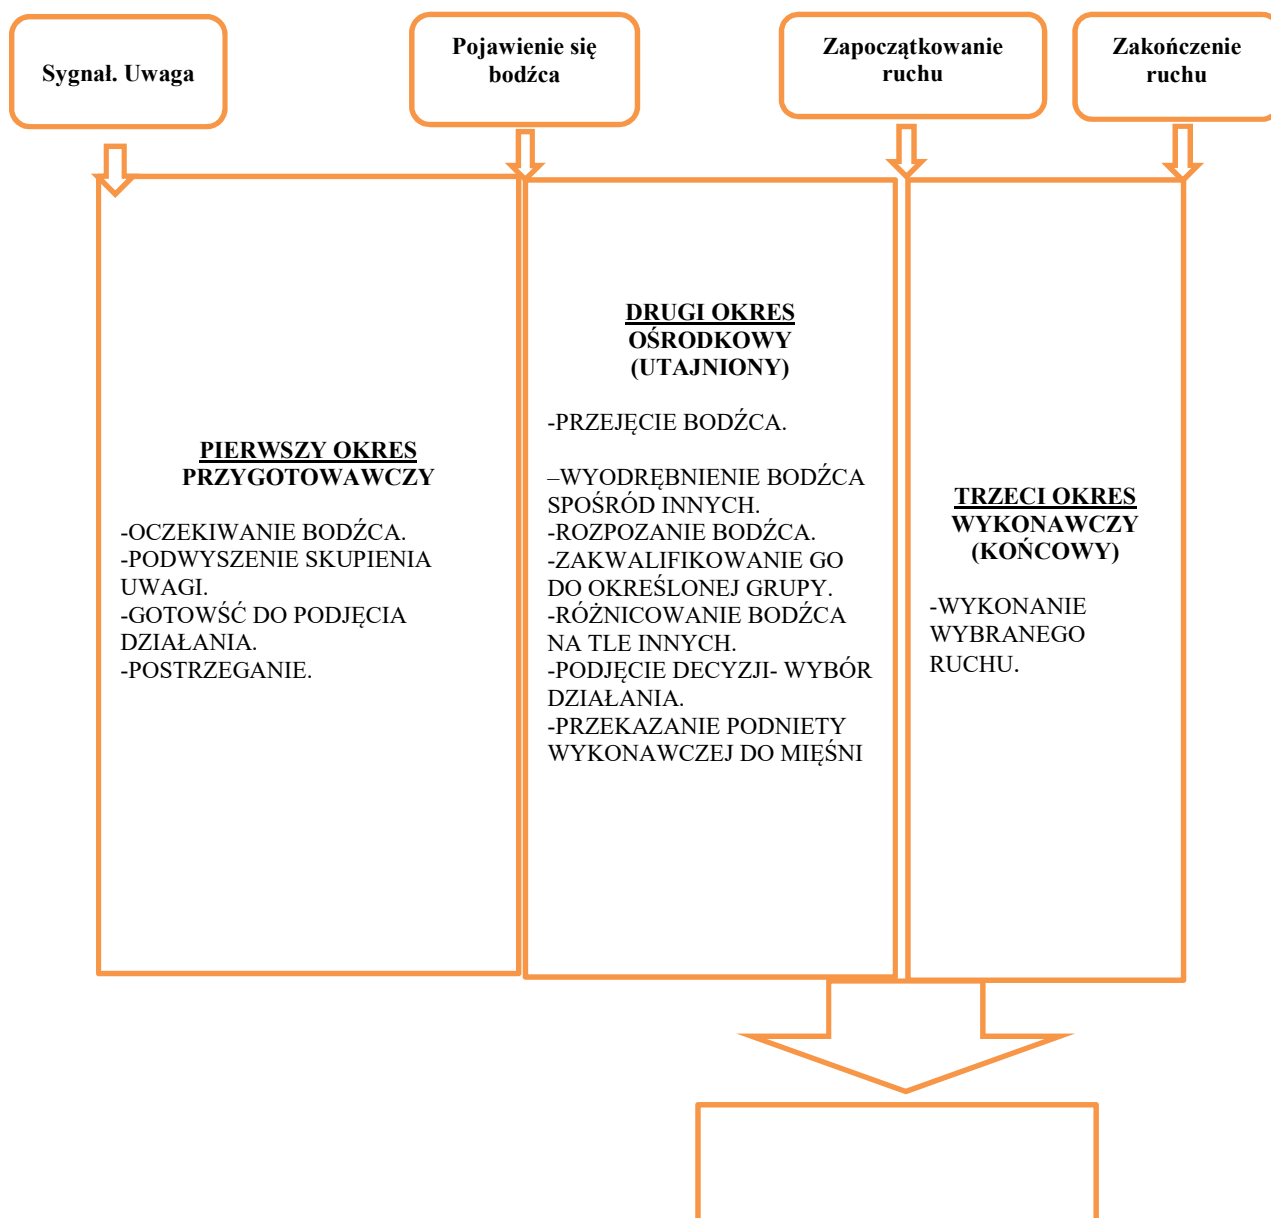 Sygnał. Uwaga
Pojawienie się
bodźca
Zapoczątkowanie
ruchu
Zakończenie
ruchu
PIERWSZY OKRES
PRZYGOTOWAWCZY
-OCZEKIWANIE BODŹCA.
-PODWYSZENIE SKUPIENIA
UWAGI.
-GOTOWŚĆ DO PODJĘCIA
DZIAŁANIA.
-POSTRZEGANIE.
DRUGI OKRES
OŚRODKOWY
(UTAJNIONY)
-PRZEJĘCIE BODŹCA.
–WYODRĘBNIENIE BODŹCA
SPOŚRÓD INNYCH.
-ROZPOZANIE BODŹCA.
-ZAKWALIFIKOWANIE GO
DO OKREŚLONEJ GRUPY.
-RÓŻNICOWANIE BODŹCA
NA TLE INNYCH.
-PODJĘCIE DECYZJI- WYBÓR
DZIAŁANIA.
-PRZEKAZANIE PODNIETY
WYKONAWCZEJ DO MIĘŚNI
TRZECI OKRES
WYKONAWCZY
(KOŃCOWY)
-WYKONANIE
WYBRANEGO
RUCHU.